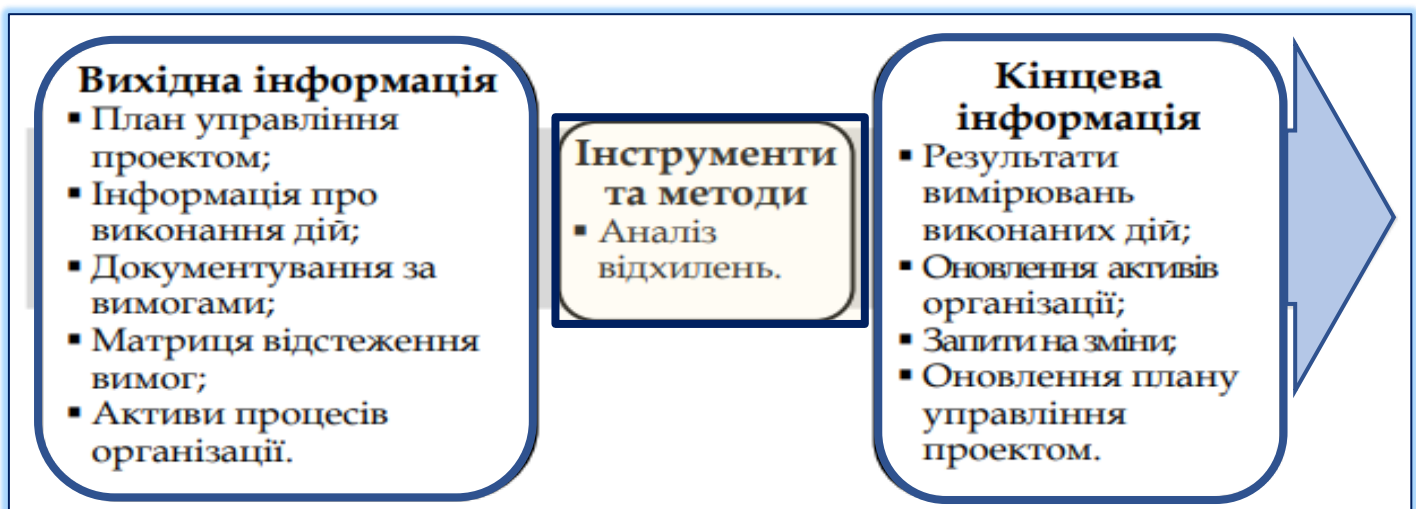 Вихідна інформація
▪ План управління
проектом;
▪ Інформація про
виконання дій;
▪ Документування за
вимогами;
▪ Матриця відстеження
вимог;
▪ Активи процесів
організації.
Інструменти
та методи
▪ Аналіз
відхилень.
Кінцева
інформація
▪ Результати
вимірювань
виконаних дій;
▪ Оновлення активів
організації;
▪ Запити на зміни;
▪ Оновлення плану
управління
проектом.